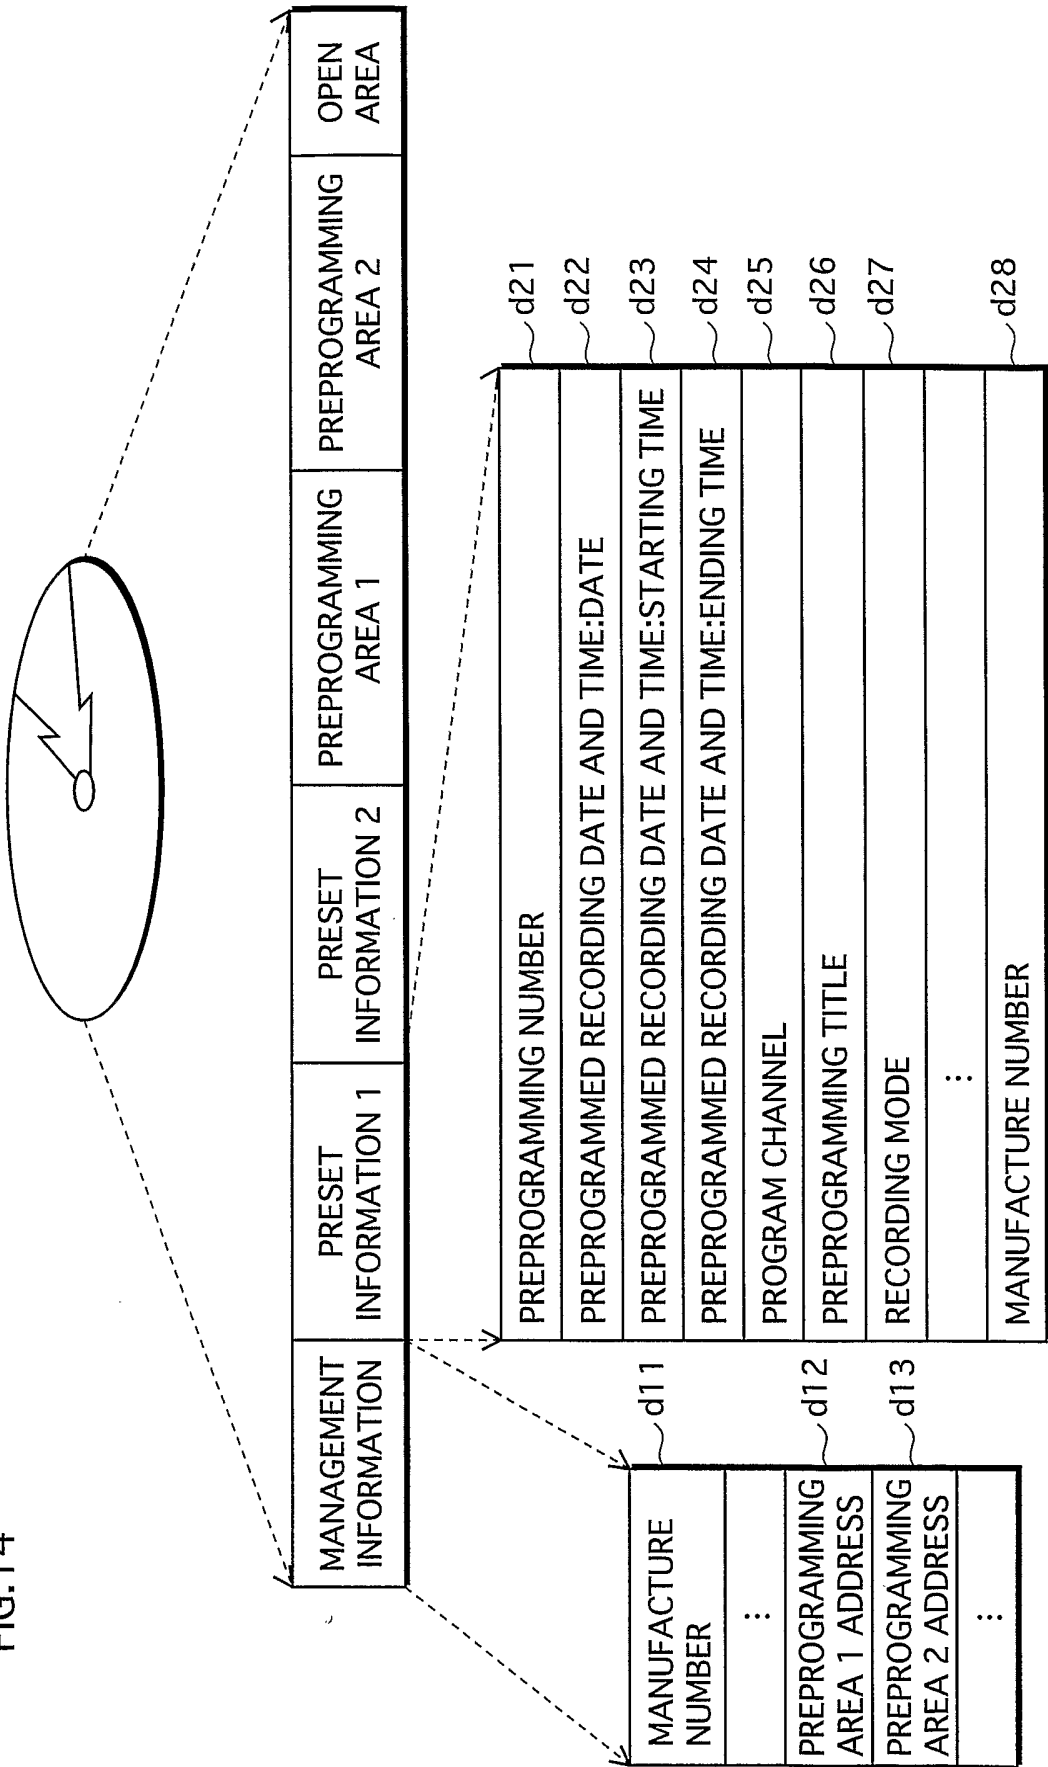 FIG.14
MANAGEMENT
INFORMATION
PRESET
INFORMATION 1
PRESET
INFORMATION 2
PREPROGRAMMING
AREA 1
PREPROGRAMMING
AREA 2
OPEN
AREA
MANUFACTURE
NUMBER
d11
⋮
PREPROGRAMMING
AREA 1 ADDRESS
d12
PREPROGRAMMING
AREA 2 ADDRESS
d13
⋮
PREPROGRAMMING NUMBER
d21
PREPROGRAMMED RECORDING DATE AND TIME:DATE
d22
PREPROGRAMMED RECORDING DATE AND TIME:STARTING TIME
d23
PREPROGRAMMED RECORDING DATE AND TIME:ENDING TIME
d24
PROGRAM CHANNEL
d25
PREPROGRAMMING TITLE
d26
RECORDING MODE
d27
⋮
MANUFACTURE NUMBER
d28